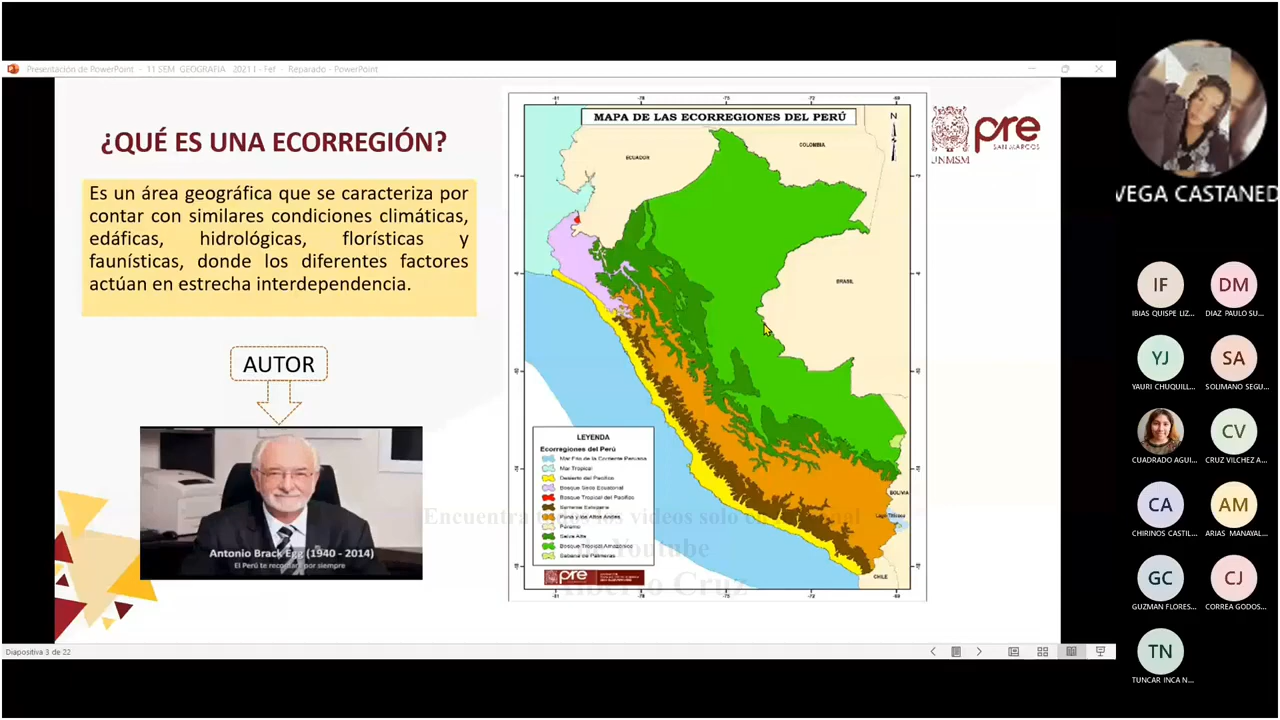 Presentación de PowerPoint - 11 SEM GEOGRAFIA 2021 I - Fef - Reparado - PowerPoint
¿QUÉ ES UNA ECORREGIÓN?
Es un área geográfica que se caracteriza por
contar con similares condiciones climáticas,
edáficas, hidrológicas, florísticas y
faunísticas, donde los diferentes factores
actúan en estrecha interdependencia.
AUTOR
Antonio Brack Egg (1940 - 2014)
El Perú te recordará por siempre
MAPA DE LAS ECORREGIONES DEL PERÚ
N
ECUADOR
COLOMBIA
BRASIL
BOLIVIA
Lago Titicaca
CHILE
LEYENDA
Ecorregiones del Perú
Mar Frío de la Corriente Peruana
Mar Tropical
Desierto del Pacífico
Bosque Seco Ecuatorial
Bosque Tropical del Pacífico
Serranía Esteparia
Puna y los Altos Andes
Páramo
Selva Alta
Bosque Tropical Amazónico
Sabana de Palmeras
pre
UNMSM
pre
SAN MARCOS
Encuentra los videos solo
Youtube
Alberto Cruz
Diapositiva 3 de 22
VEGA CASTANED
IF
IBIAS QUISPE LIZ...
DM
DIAZ PAULO SU...
YJ
YAURI CHUQUILL...
SA
SOLIMANO SEGU...
CUADRADO AGUI...
CV
CRUZ VILCHEZ A...
CA
CHIRINOS CASTIL...
AM
ARIAS MANAYAL...
GC
GUZMAN FLORES...
CJ
CORREA GODOS...
TN
TUNCAR INCA N...